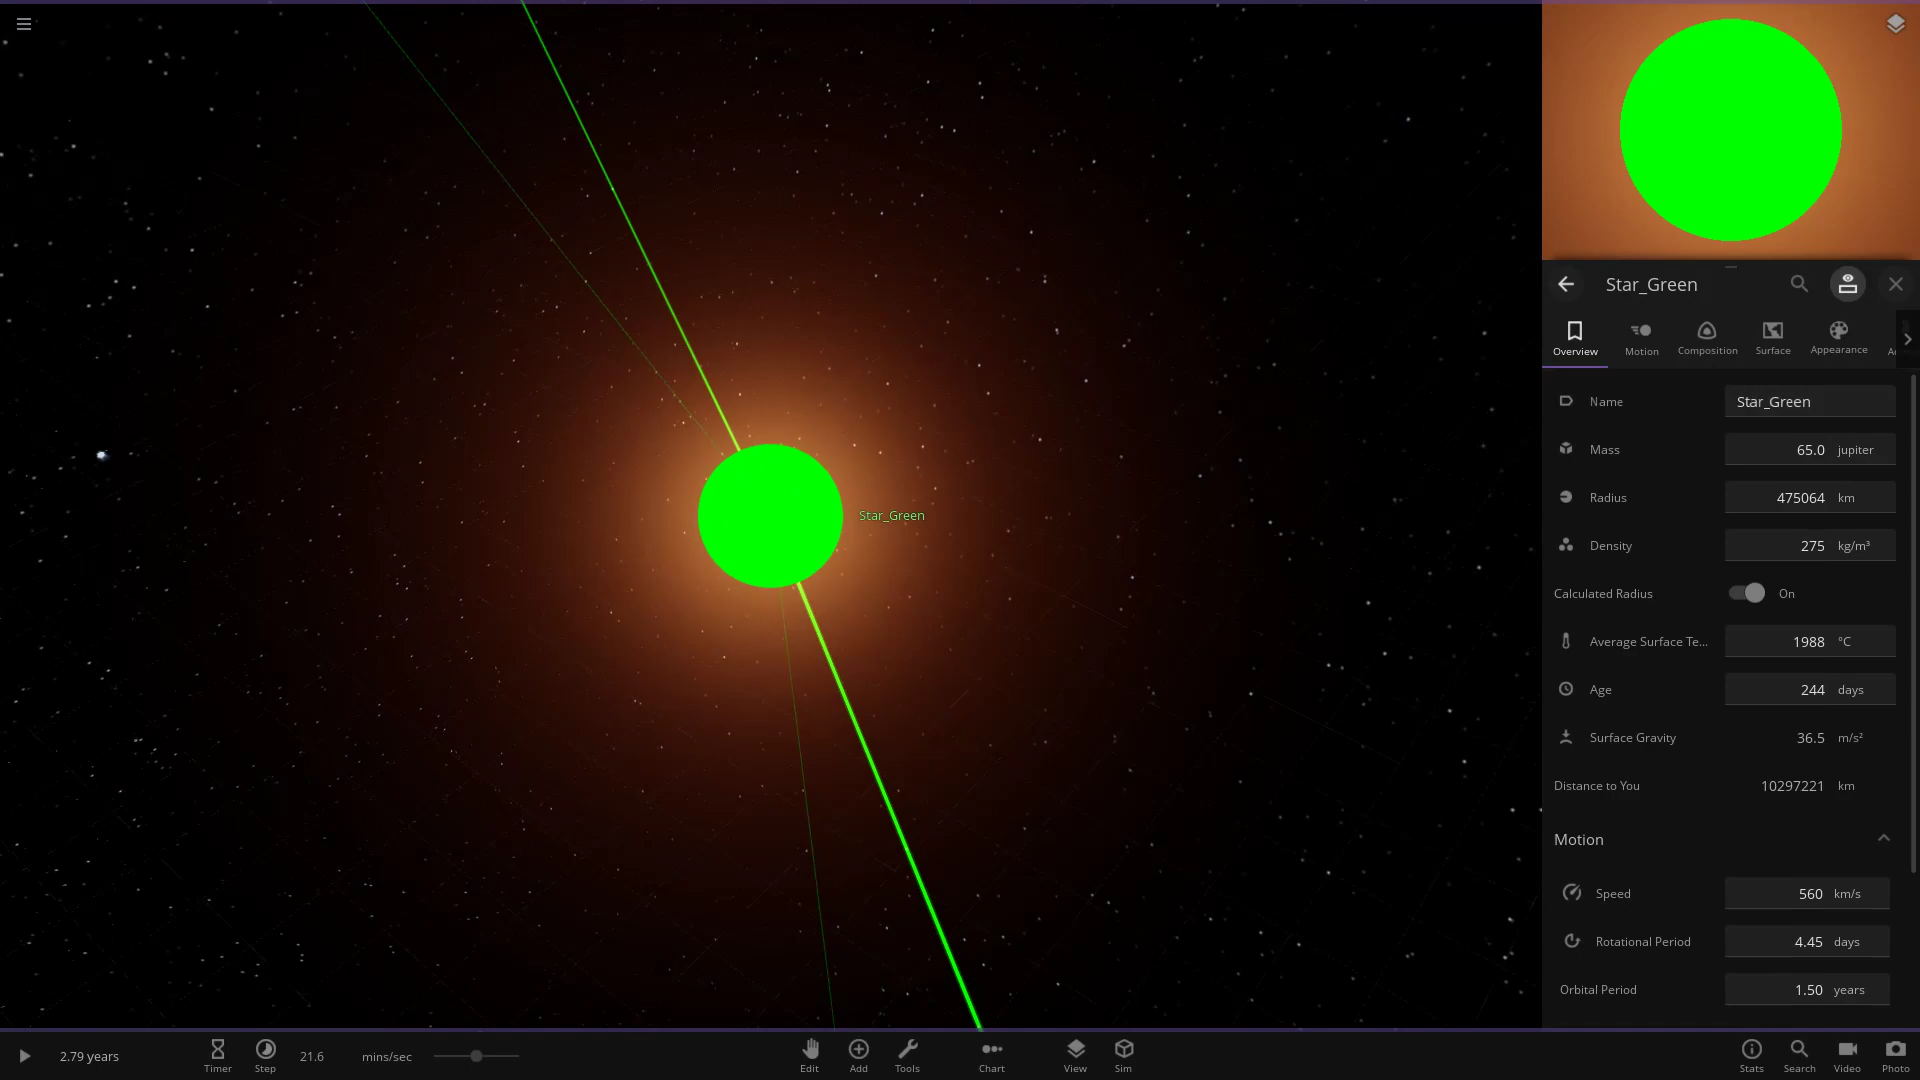 Star_Green
Star_Green
Overview
Motion
Composition
Surface
Appearance
Name
Star_Green
Mass
65.0 jupiter
Radius
475064 km
Density
275 kg/m³
Calculated Radius
On
Average Surface Te...
1988 °C
Age
244 days
Surface Gravity
36.5 m/s²
Distance to You
10297221 km
Motion
Speed
560 km/s
Rotational Period
4.45 days
Orbital Period
1.50 years
2.79 years
Timer
Step
21.6 mins/sec
Edit
Add
Tools
Chart
View
Sim
Stats
Search
Video
Photo